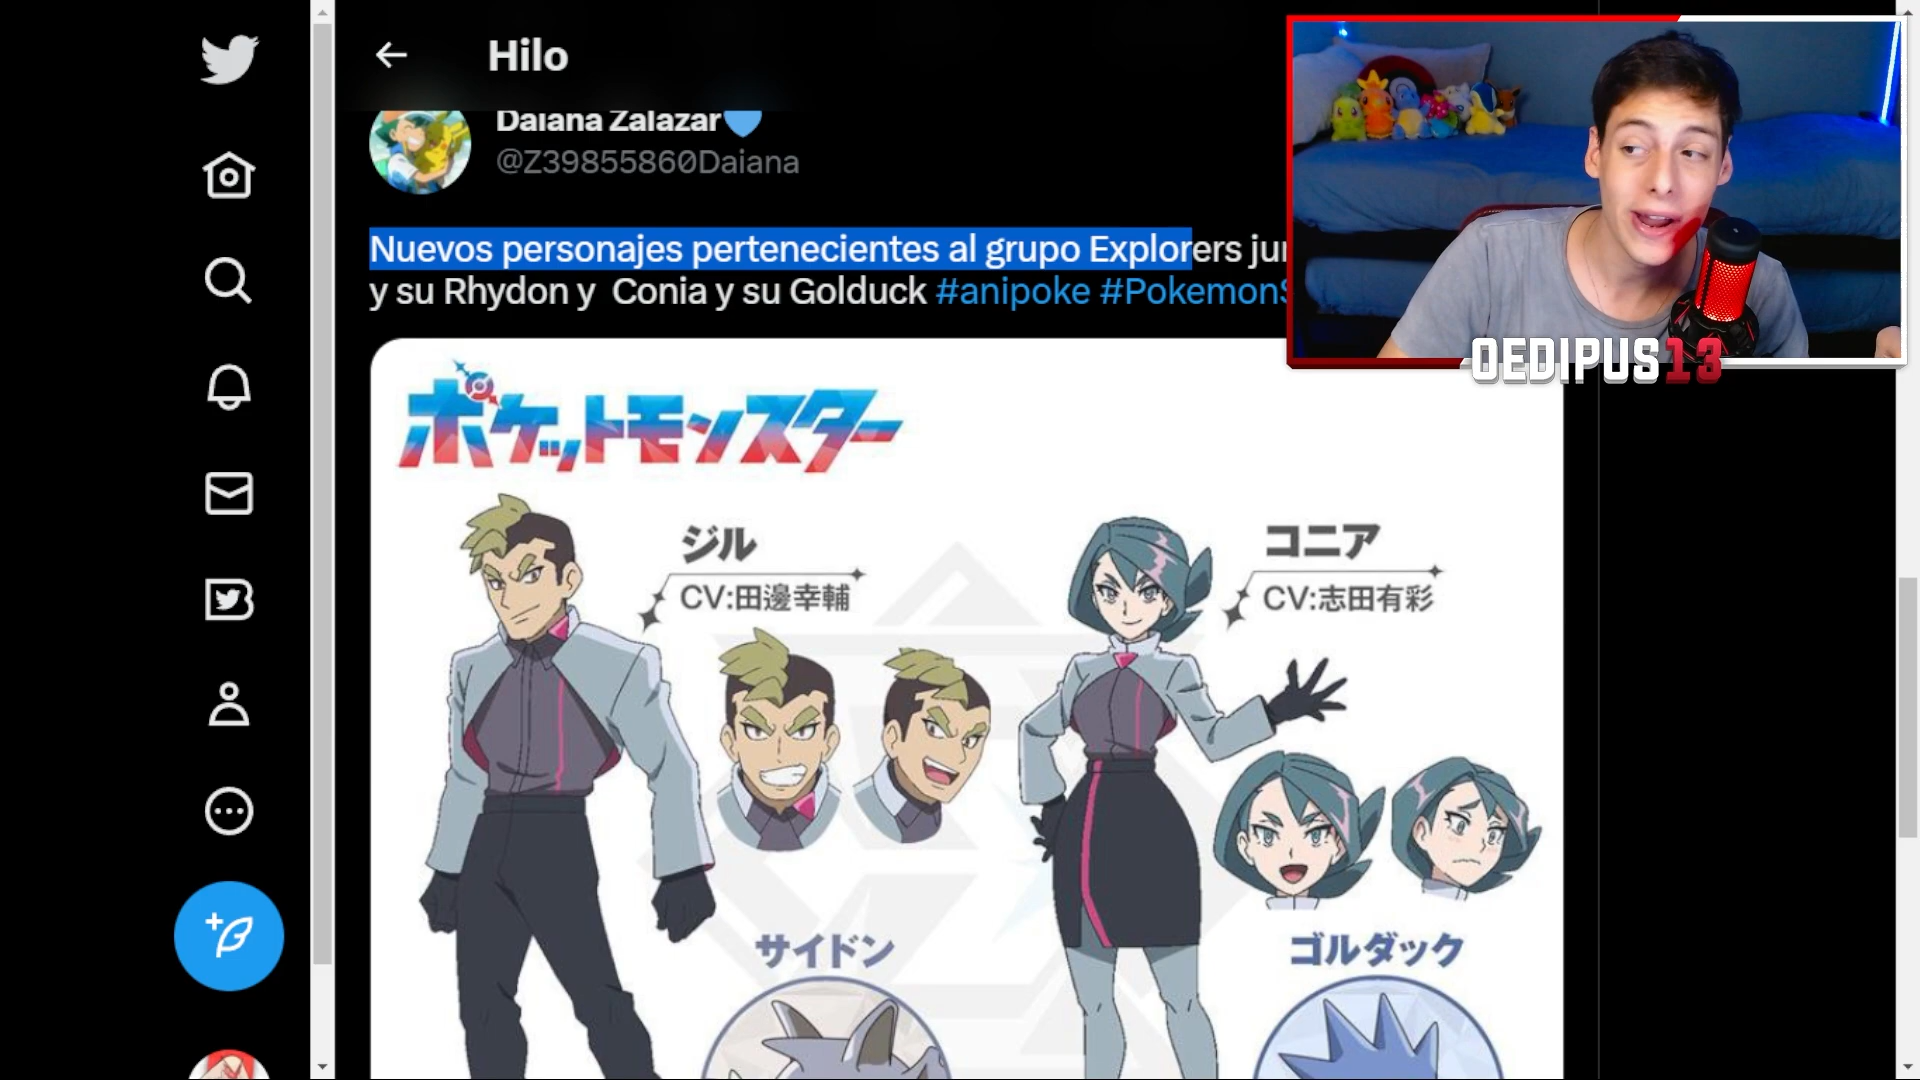 Hilo
Daiana Zalazar
@Z39855860Daiana
Nuevos personajes pertenecientes al grupo Explorers
y su Rhydon y Conia y su Golduck #anipoke
OEDIPUS13
ポケットモンスター
ジル
CV:田邊幸輔
コニア
CV:志田有彩
サイドン
ゴルダック